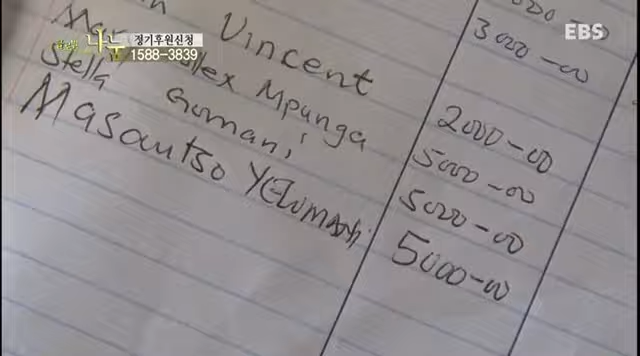 나눔 정기후원신청
1588-3839
EBS
Vincent 3000-00
Alex Mpunga 2000-00
Stella Gomani 5000-00
Masautso 5000-00
5000-00